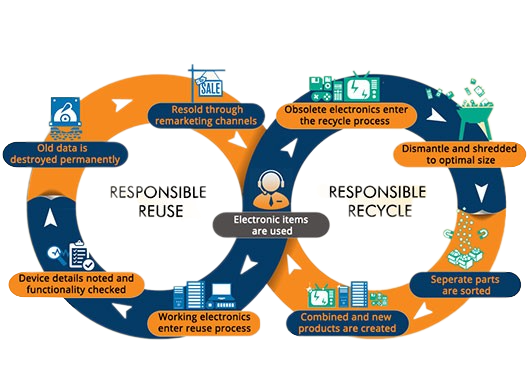 SALE
Resold through
remarketing channels
Obsolete electronics enter
the recycle process
Old data is
destroyed permanently
Dismantle and shredded
to optimal size
RESPONSIBLE
REUSE
RESPONSIBLE
RECYCLE
Electronic items
are used
Device details noted and
functionality checked
Seperate parts
are sorted
Working electronics
enter reuse process
Combined and new
products are created